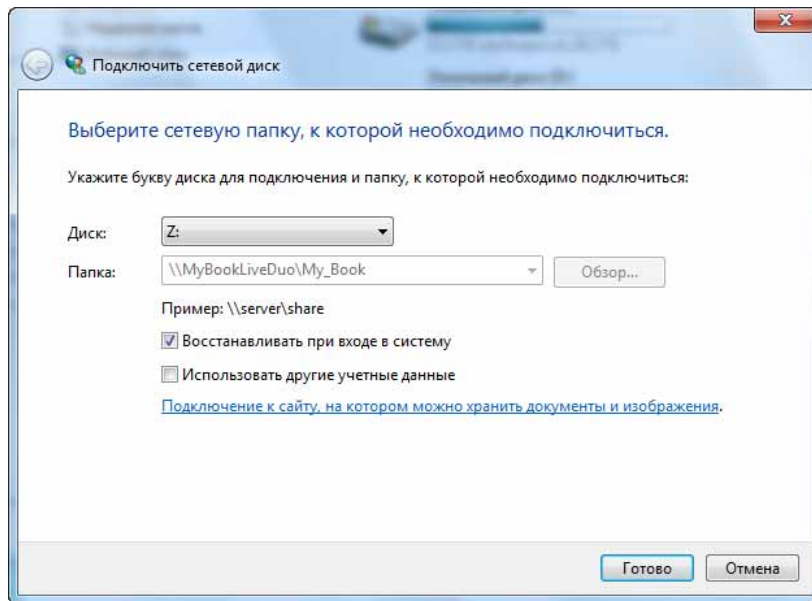 Подключить сетевой диск
Выберите сетевую папку, к которой необходимо подключиться.
Укажите букву диска для подключения и папку, к которой необходимо подключиться:
Диск: Z:
Папка: \\MyBookLiveDuo\My_Book Обзор...
Пример: \\server\share
Восстанавливать при входе в систему
Использовать другие учетные данные
Подключение к сайту, на котором можно хранить документы и изображения.
Готово Отмена